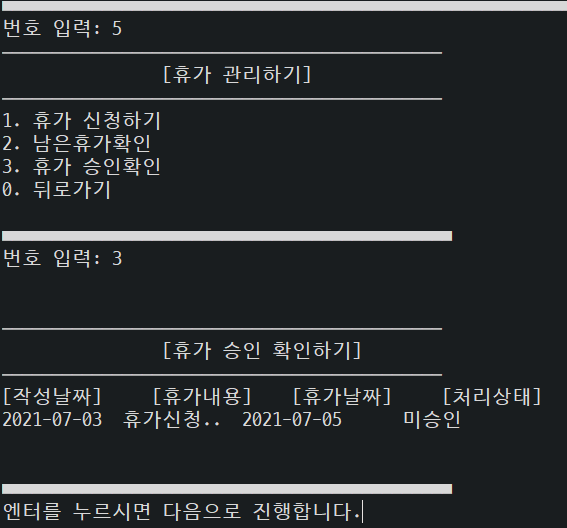 번호 입력: 5
[휴가 관리하기]
1. 휴가 신청하기
2. 남은휴가확인
3. 휴가 승인확인
0. 뒤로가기
번호 입력: 3
[휴가 승인 확인하기]
[작성날짜] [휴가내용] [휴가날짜] [처리상태]
2021-07-03 휴가신청.. 2021-07-05 미승인
엔터를 누르시면 다음으로 진행합니다.